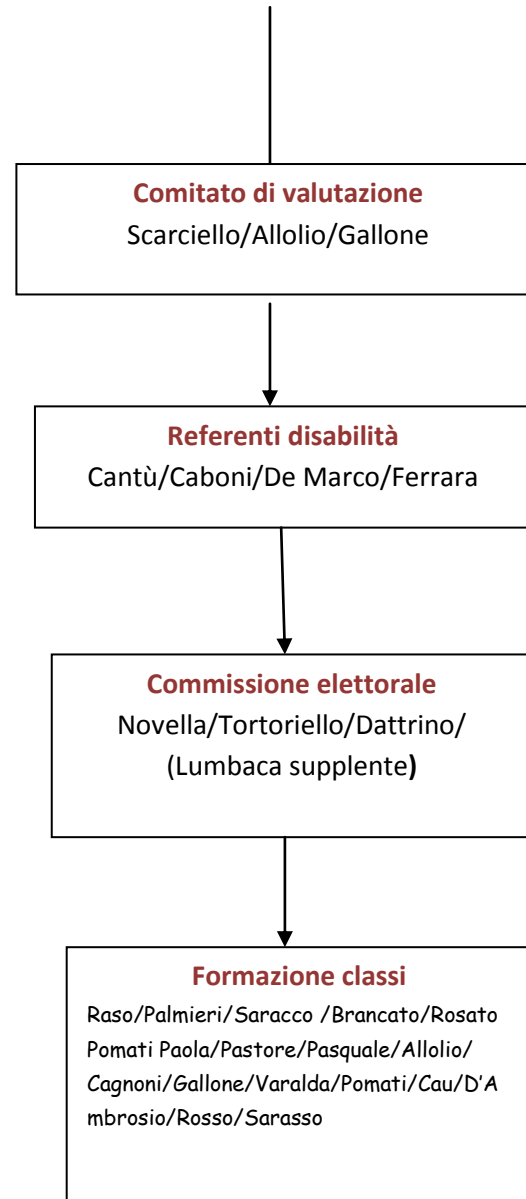 Comitato di valutazione
Scarciello/Allolio/Gallone
Referenti disabilità
Cantù/Caboni/De Marco/Ferrara
Commissione elettorale
Novella/Tortoriello/Dattrino/
(Lumbaca supplente)
Formazione classi
Raso/Palmieri/Saracco /Brancato/Rosato
Pomati Paola/Pastore/Pasquale/Allolio/
Cagnoni/Gallone/Varalda/Pomati/Cau/D'A
mbrosio/Rosso/Sarasso